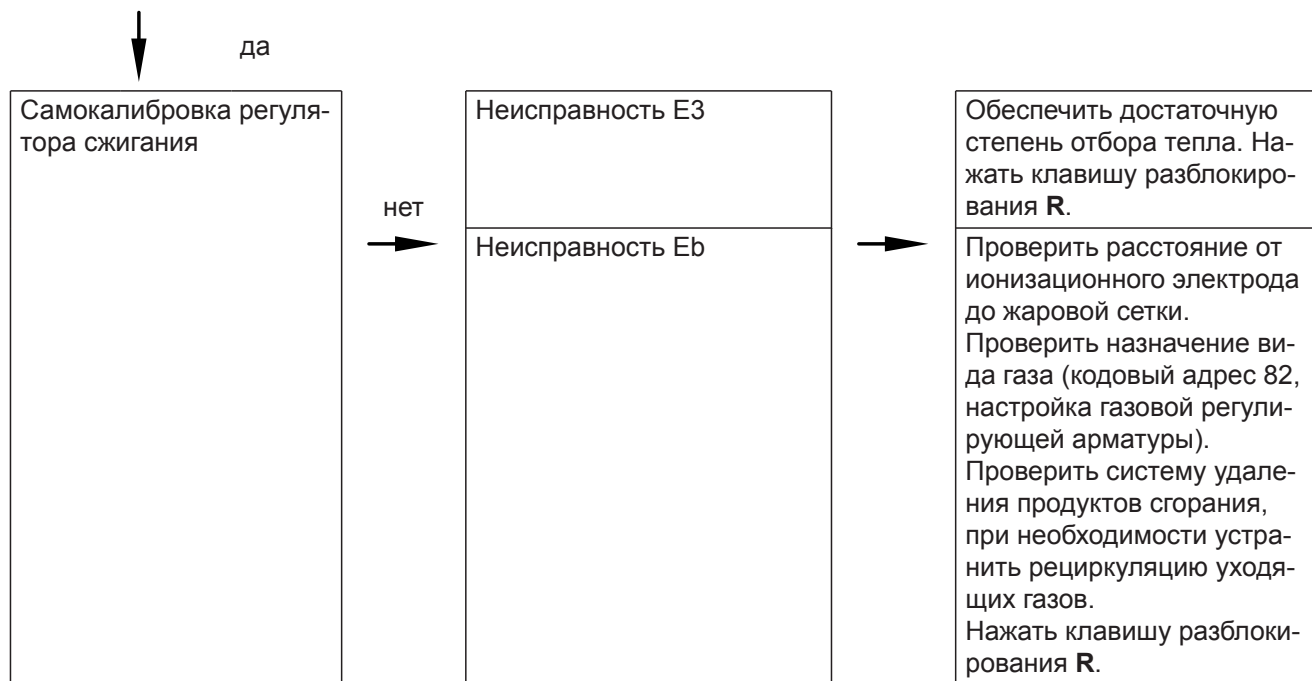 да
Самокалибровка регуля-
тора сжигания
нет
Неисправность E3
Обеспечить достаточную
степень отбора тепла. На-
жать клавишу разблокиро-
вания R.
Неисправность Eb
Проверить расстояние от
ионизационного электрода
до жаровой сетки.
Проверить назначение ви-
да газа (кодовый адрес 82,
настройка газовой регули-
рующей арматуры).
Проверить систему удале-
ния продуктов сгорания,
при необходимости устра-
нить рециркуляцию уходя-
щих газов.
Нажать клавишу разблоки-
рования R.